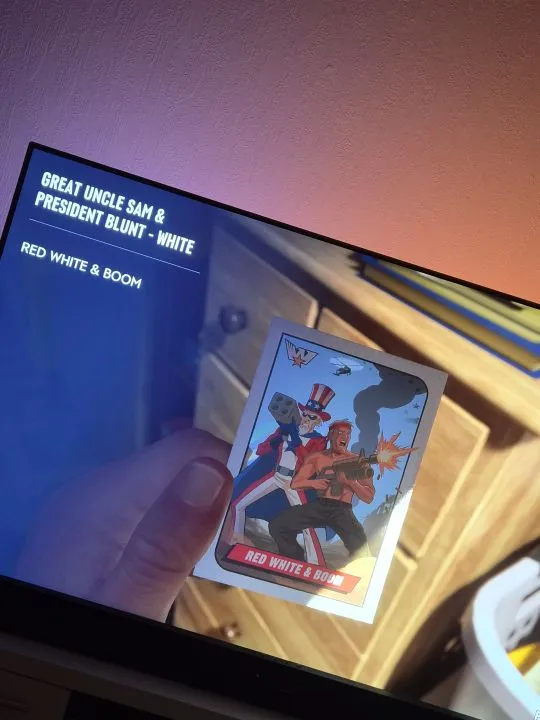 GREAT UNCLE SAM &
PRESIDENT BLUNT - WHITE
RED WHITE & BOOM
W
RED WHITE & BOOM